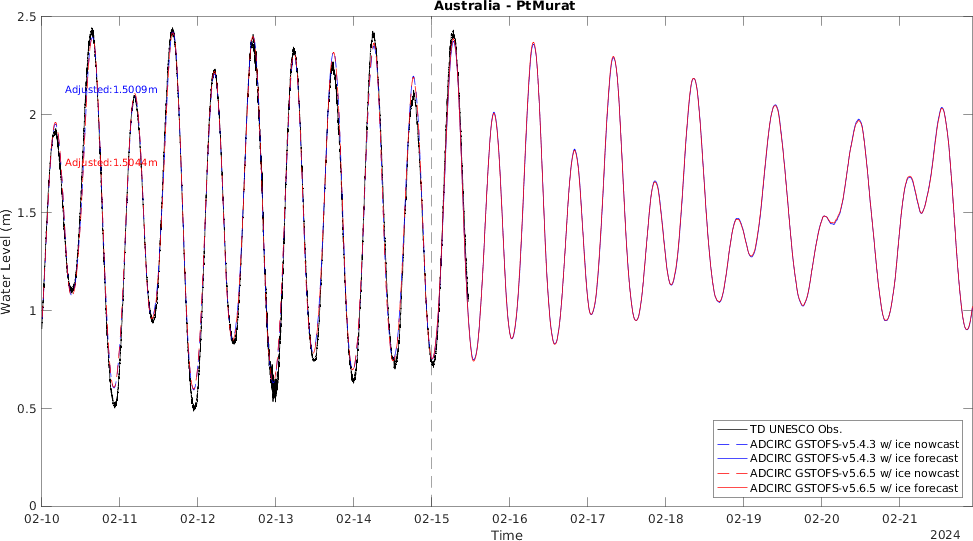 Australia - PtMurat
2.5
2
1.5
1
0.5
0
Water Level (m)
Adjusted:1.5009m
Adjusted:1.5044m
TD UNESCO Obs.
ADCIRC GSTOFS-v5.4.3 w/ ice nowcast
ADCIRC GSTOFS-v5.4.3 w/ ice forecast
ADCIRC GSTOFS-v5.6.5 w/ ice nowcast
ADCIRC GSTOFS-v5.6.5 w/ ice forecast
02-10 02-11 02-12 02-13 02-14 02-15 02-16 02-17 02-18 02-19 02-20 02-21
Time
2024